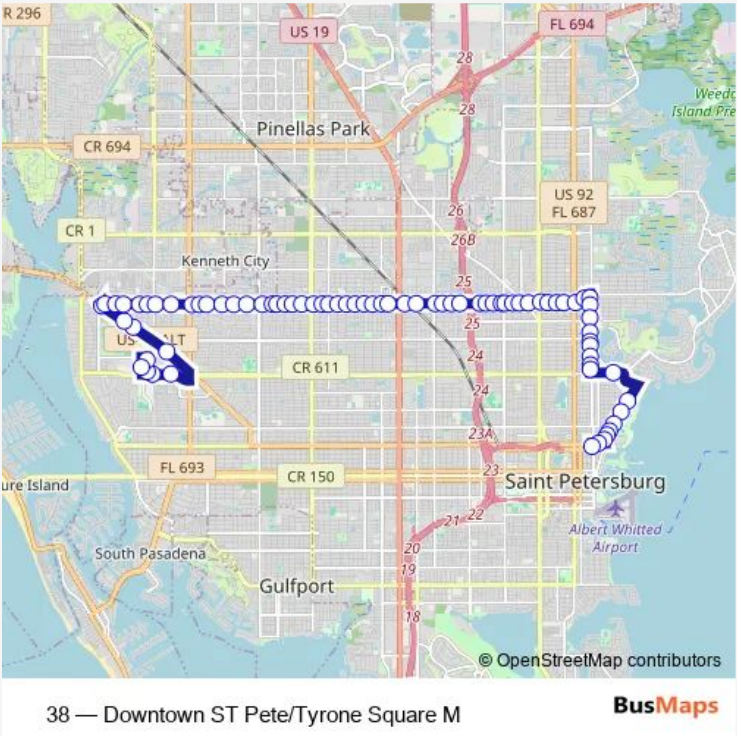 R 296
US 19
FL 694
28
Weedo
Island Pre
28
Pinellas Park
CR 694
US 92
FL 687
26
CR 1
26B
Kenneth City
25
25
US ALT
24
CR 611
24
23A
FL 693
23
CR 150
Saint Petersburg
ure Island
22
21
Albert Whitted
Airport
20
South Pasadena
19
Gulfport
18
© OpenStreetMap contributors
38 — Downtown ST Pete/Tyrone Square M
BusMaps